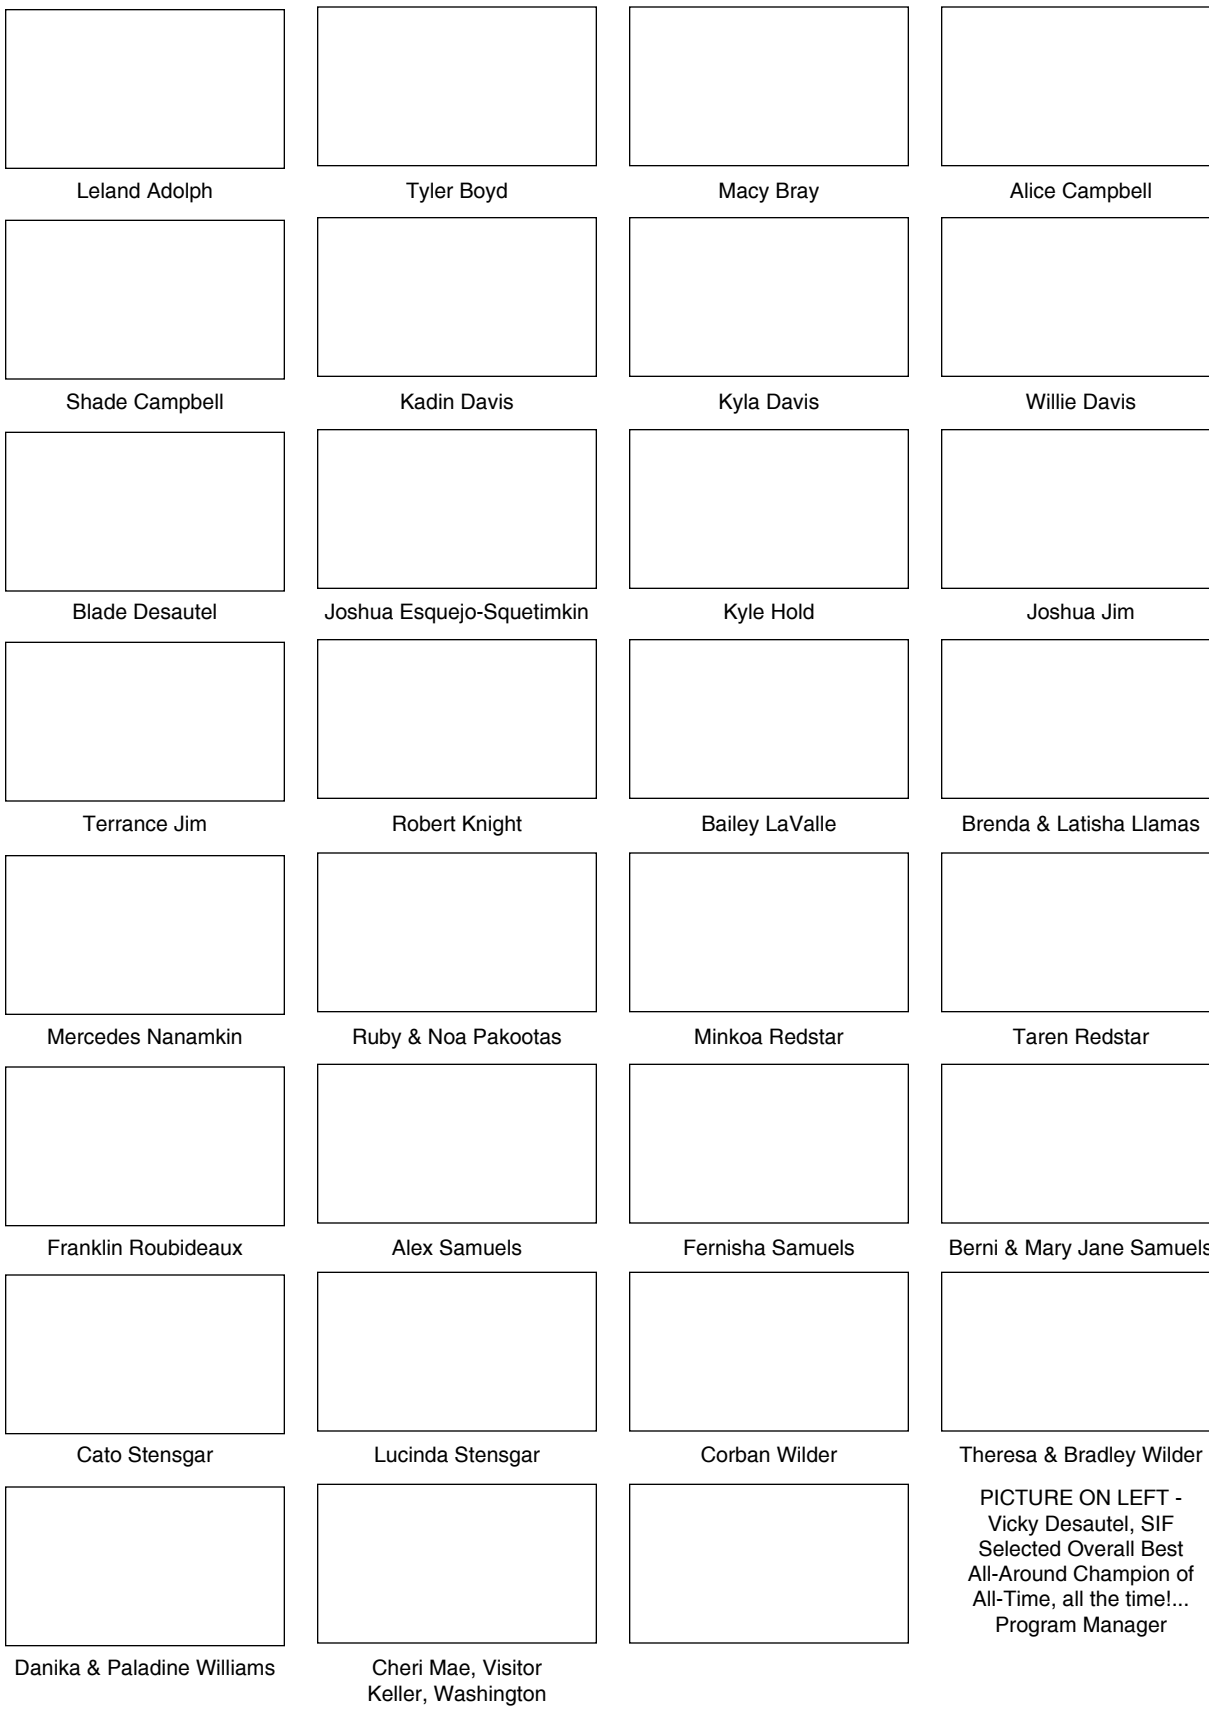 Leland Adolph
Tyler Boyd
Macy Bray
Alice Campbell
Shade Campbell
Kadin Davis
Kyla Davis
Willie Davis
Blade Desautel
Joshua Esquejo-Squetimkin
Kyle Hold
Joshua Jim
Terrance Jim
Robert Knight
Bailey LaValle
Brenda & Latisha Llamas
Mercedes Nanamkin
Ruby & Noa Pakootas
Minkoa Redstar
Taren Redstar
Franklin Roubideaux
Alex Samuels
Fernisha Samuels
Berni & Mary Jane Samuels
Cato Stensgar
Lucinda Stensgar
Corban Wilder
Theresa & Bradley Wilder
Danika & Paladine Williams
Cheri Mae, Visitor
Keller, Washington
PICTURE ON LEFT -
Vicky Desautel, SIF
Selected Overall Best
All-Around Champion of
All-Time, all the time!...
Program Manager